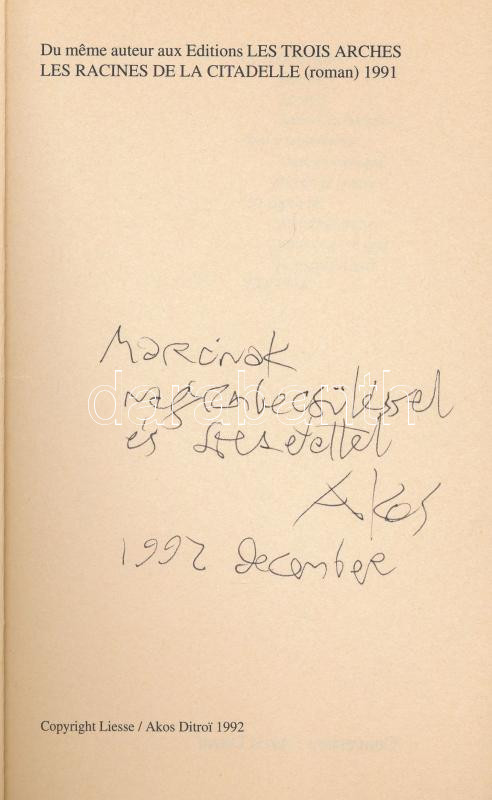 Du même auteur aux Editions LES TROIS ARCHES
LES RACINES DE LA CITADELLE (roman) 1991
Marcinak
nagyrabecsüléssel
és szeretettel
Akos
1992 december
darabanth
Copyright Liesse / Akos Ditroï 1992